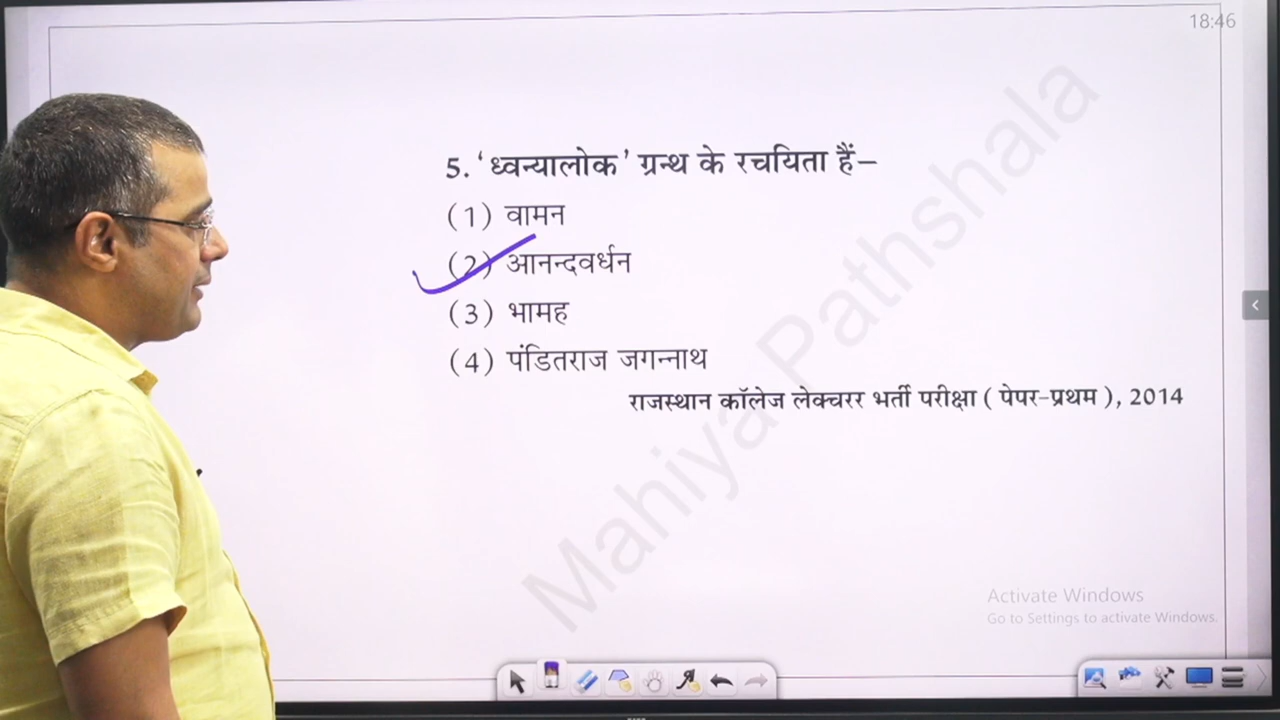 18:46
5. ‘ध्वन्यालोक’ ग्रन्थ के रचयिता हैं–
(1) वामन
(2) आनन्दवर्धन
(3) भामह
(4) पंडितराज जगन्नाथ
राजस्थान कॉलेज लेक्चरर भर्ती परीक्षा ( पेपर-प्रथम ), 2014
Mahiya Pathshala
Activate Windows
Go to Settings to activate Windows.